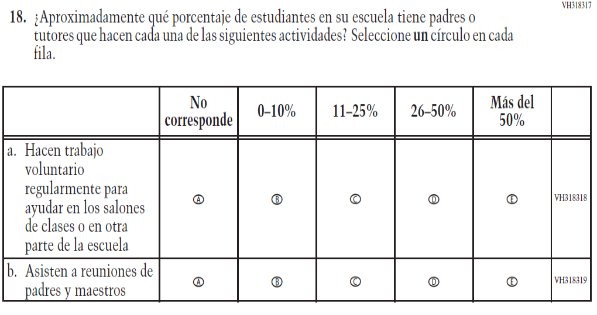 VH318317
18. ¿Aproximadamente qué porcentaje de estudiantes en su escuela tiene padres o
tutores que hacen cada una de las siguientes actividades? Seleccione un círculo en cada
fila.
No
corresponde
0–10%
11–25%
26–50%
Más del
50%
a. Hacen trabajo
voluntario
regularmente para
ayudar en los salones
de clases o en otra
parte de la escuela
A B C D E VH318318
b. Asisten a reuniones de
padres y maestros
A B C D E VH318319